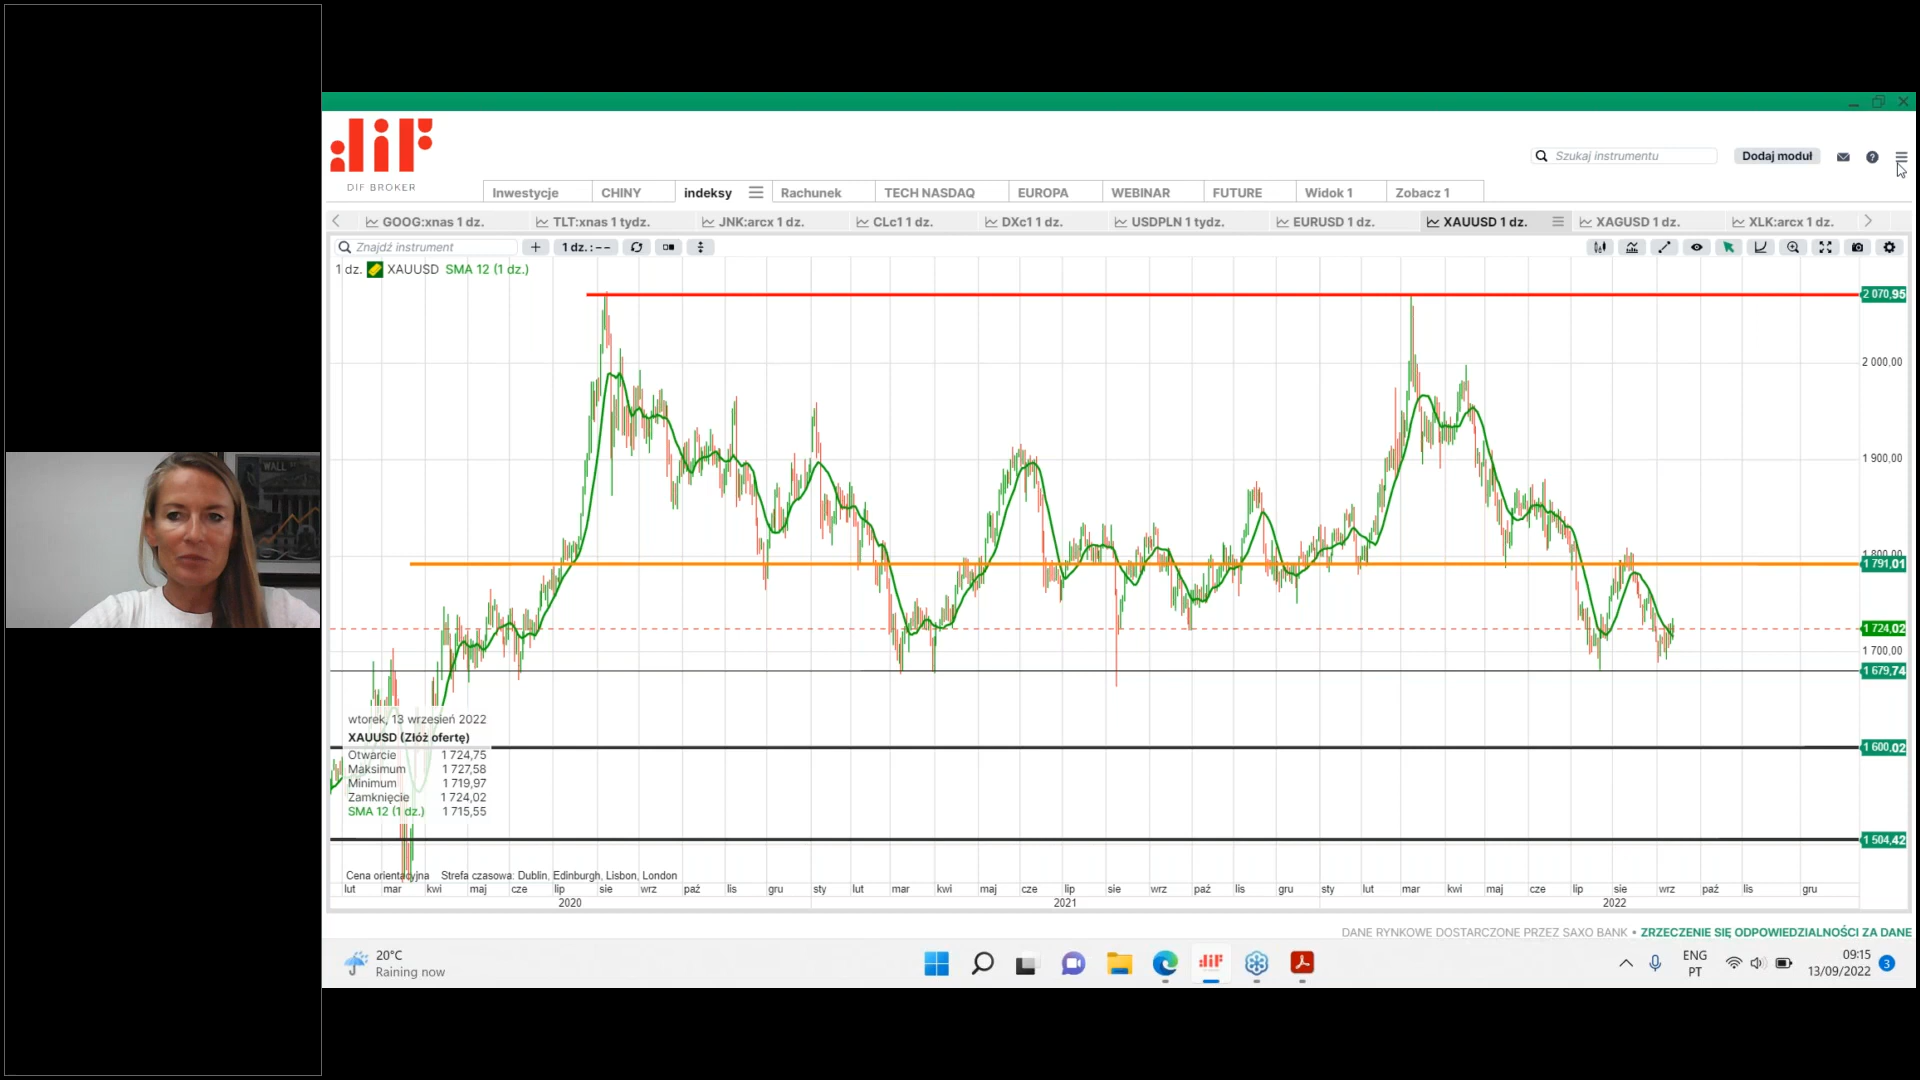 WALL
DIF BROKER
Szukaj instrumentu
Dodaj moduł
Inwestycje
CHINY
indeksy
Rachunek
TECH NASDAQ
EUROPA
WEBINAR
FUTURE
Widok 1
Zobacz 1
GOOG:xnas 1 dz.
TLT:xnas 1 tydz.
JNK:arcx 1 dz.
CLc1 1 dz.
DXc1 1 dz.
USDPLN 1 tydz.
EURUSD 1 dz.
XAUUSD 1 dz.
XAGUSD 1 dz.
XLK:arcx 1 dz.
Znajdź instrument
1 dz. : – –
1 dz. XAUUSD SMA 12 (1 dz.)
2 070,95
2 000,00
1 900,00
1 800,00
1 791,01
1 724,02
1 700,00
1 679,74
1 600,02
1 504,42
wtorek, 13 wrzesień 2022
XAUUSD (Złóż ofertę)
Otwarcie 1 724,75
Maksimum 1 727,58
Minimum 1 719,97
Zamknięcie 1 724,02
SMA 12 (1 dz.) 1 715,55
Cena orientacyjna Strefa czasowa: Dublin, Edinburgh, Lisbon, London
lut mar kwi maj cze lip sie wrz paź lis gru sty lut mar kwi maj cze lip sie wrz paź lis gru sty lut mar kwi maj cze lip sie wrz paź lis gru
2020 2021 2022
DANE RYNKOWE DOSTARCZONE PRZEZ SAXO BANK • ZRZECZENIE SIĘ ODPOWIEDZIALNOŚCI ZA DANE
20°C
Raining now
ENG
PT
09:15
13/09/2022
3